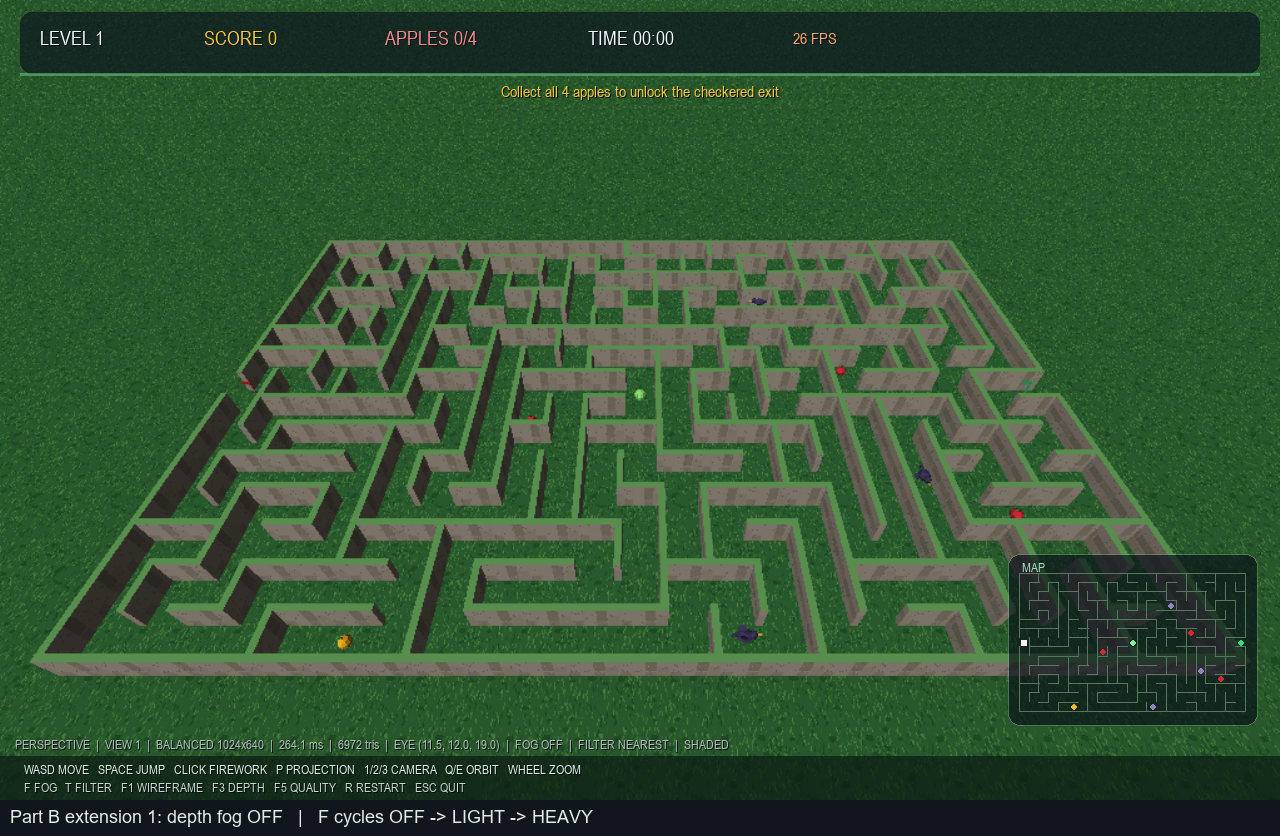 LEVEL 1 SCORE 0 APPLES 0/4 TIME 00:00 26 FPS
Collect all 4 apples to unlock the checkered exit
MAP
PERSPECTIVE | VIEW 1 | BALANCED 1024x640 | 264.1 ms | 6972 tris | EYE (11.5, 12.0, 19.0) | FOG OFF | FILTER NEAREST | SHADED
WASD MOVE SPACE JUMP CLICK FIREWORK P PROJECTION 1/2/3 CAMERA Q/E ORBIT WHEEL ZOOM
F FOG T FILTER F1 WIREFRAME F3 DEPTH F5 QUALITY R RESTART ESC QUIT
Part B extension 1: depth fog OFF | F cycles OFF -> LIGHT -> HEAVY